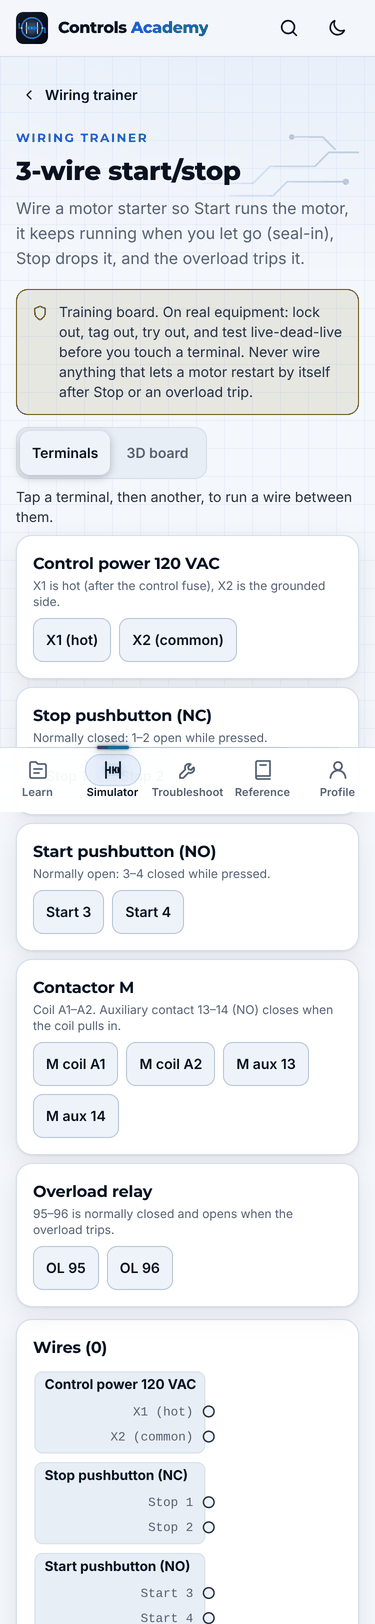 Controls Academy
Wiring trainer
WIRING TRAINER
3-wire start/stop
Wire a motor starter so Start runs the motor,
it keeps running when you let go (seal-in),
Stop drops it, and the overload trips it.
Training board. On real equipment: lock
out, tag out, try out, and test live-dead-live
before you touch a terminal. Never wire
anything that lets a motor restart by itself
after Stop or an overload trip.
Terminals
3D board
Tap a terminal, then another, to run a wire between
them.
Control power 120 VAC
X1 is hot (after the control fuse), X2 is the grounded
side.
X1 (hot)
X2 (common)
Stop pushbutton (NC)
Normally closed: 1–2 open while pressed.
Learn
Simulator
Troubleshoot
Reference
Profile
Start pushbutton (NO)
Normally open: 3–4 closed while pressed.
Start 3
Start 4
Contactor M
Coil A1–A2. Auxiliary contact 13–14 (NO) closes when
the coil pulls in.
M coil A1
M coil A2
M aux 13
M aux 14
Overload relay
95–96 is normally closed and opens when the
overload trips.
OL 95
OL 96
Wires (0)
Control power 120 VAC
X1 (hot)
X2 (common)
Stop pushbutton (NC)
Stop 1
Stop 2
Start pushbutton (NO)
Start 3
Start 4